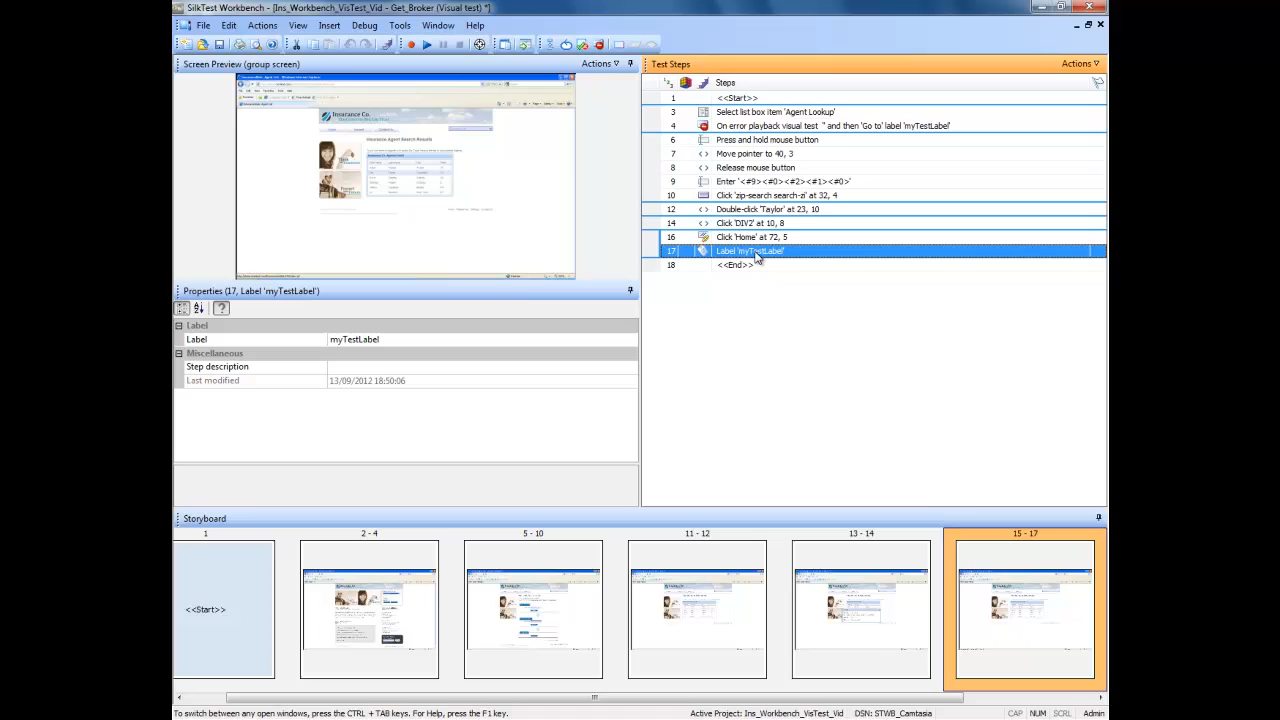 SilkTest Workbench - [Ins_Workbench_VisTest_Vid - Get_Broker (Visual test) *]
File Edit Actions View Insert Debug Tools Window Help
Screen Preview (group screen) Actions
Insurance Co.
Insurance Agent Search Results
Properties (17, Label 'myTestLabel')
Label
Label myTestLabel
Miscellaneous
Step description
Last modified 13/09/2012 18:50:06
Test Steps Actions
Steps
1 <<Start>>
3 Select list box item 'Agent Lookup'
4 On error playback visual test '' and then 'Go to' label 'myTestLabel'
6 Press and hold mouse button
7 Move pointer to 40, 3
8 Release mouse button
9 Enter '<#9><#0><#2><#1><#0>'
10 Click 'zip-search search-zi' at 32, 4
12 Double-click 'Taylor' at 23, 10
14 Click 'DIV2' at 10, 8
16 Click 'Home' at 72, 5
17 Label 'myTestLabel'
18 <<End>>
Storyboard
1 2 - 4 5 - 10 11 - 12 13 - 14 15 - 17
<<Start>>
To switch between any open windows, press the CTRL + TAB keys. For Help, press the F1 key. Active Project: Ins_Workbench_VisTest_Vid DSN: STWB_Camtasia CAP NUM SCRL Admin